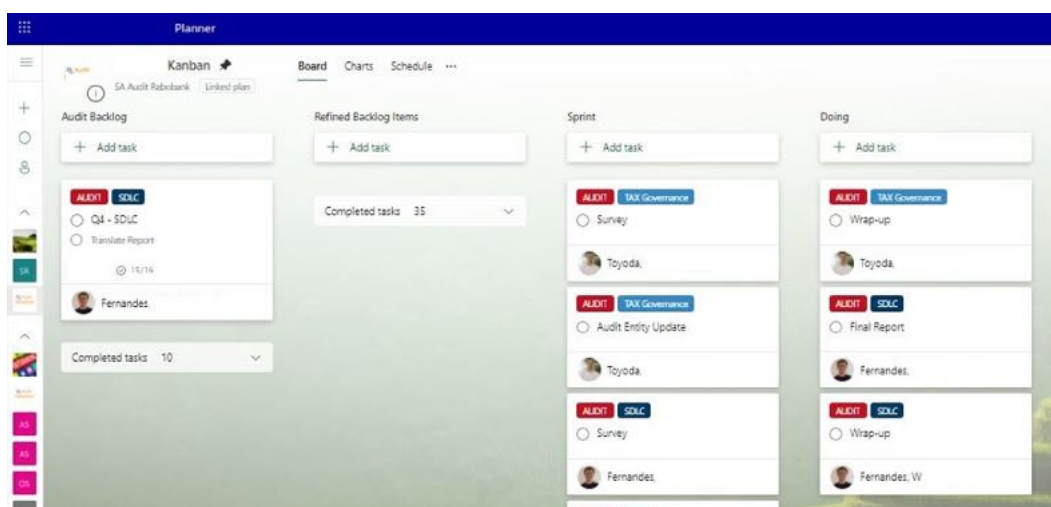 Planner
Kanban
Board Charts Schedule ...
SA Audit Rabobank Linked plan
Audit Backlog
+ Add task
AUDIT SDLC
Q4 - SDLC
Translate Report
15/16
Fernandes,
Completed tasks 10
Refined Backlog Items
+ Add task
Completed tasks 35
Sprint
+ Add task
AUDIT TAX Governance
Survey
Toyoda,
AUDIT TAX Governance
Audit Entity Update
Toyoda,
AUDIT SDLC
Survey
Fernandes,
Doing
+ Add task
AUDIT TAX Governance
Wrap-up
Toyoda,
AUDIT SDLC
Final Report
Fernandes,
AUDIT SDLC
Wrap-up
Fernandes, W
SR
AS
AS
OS